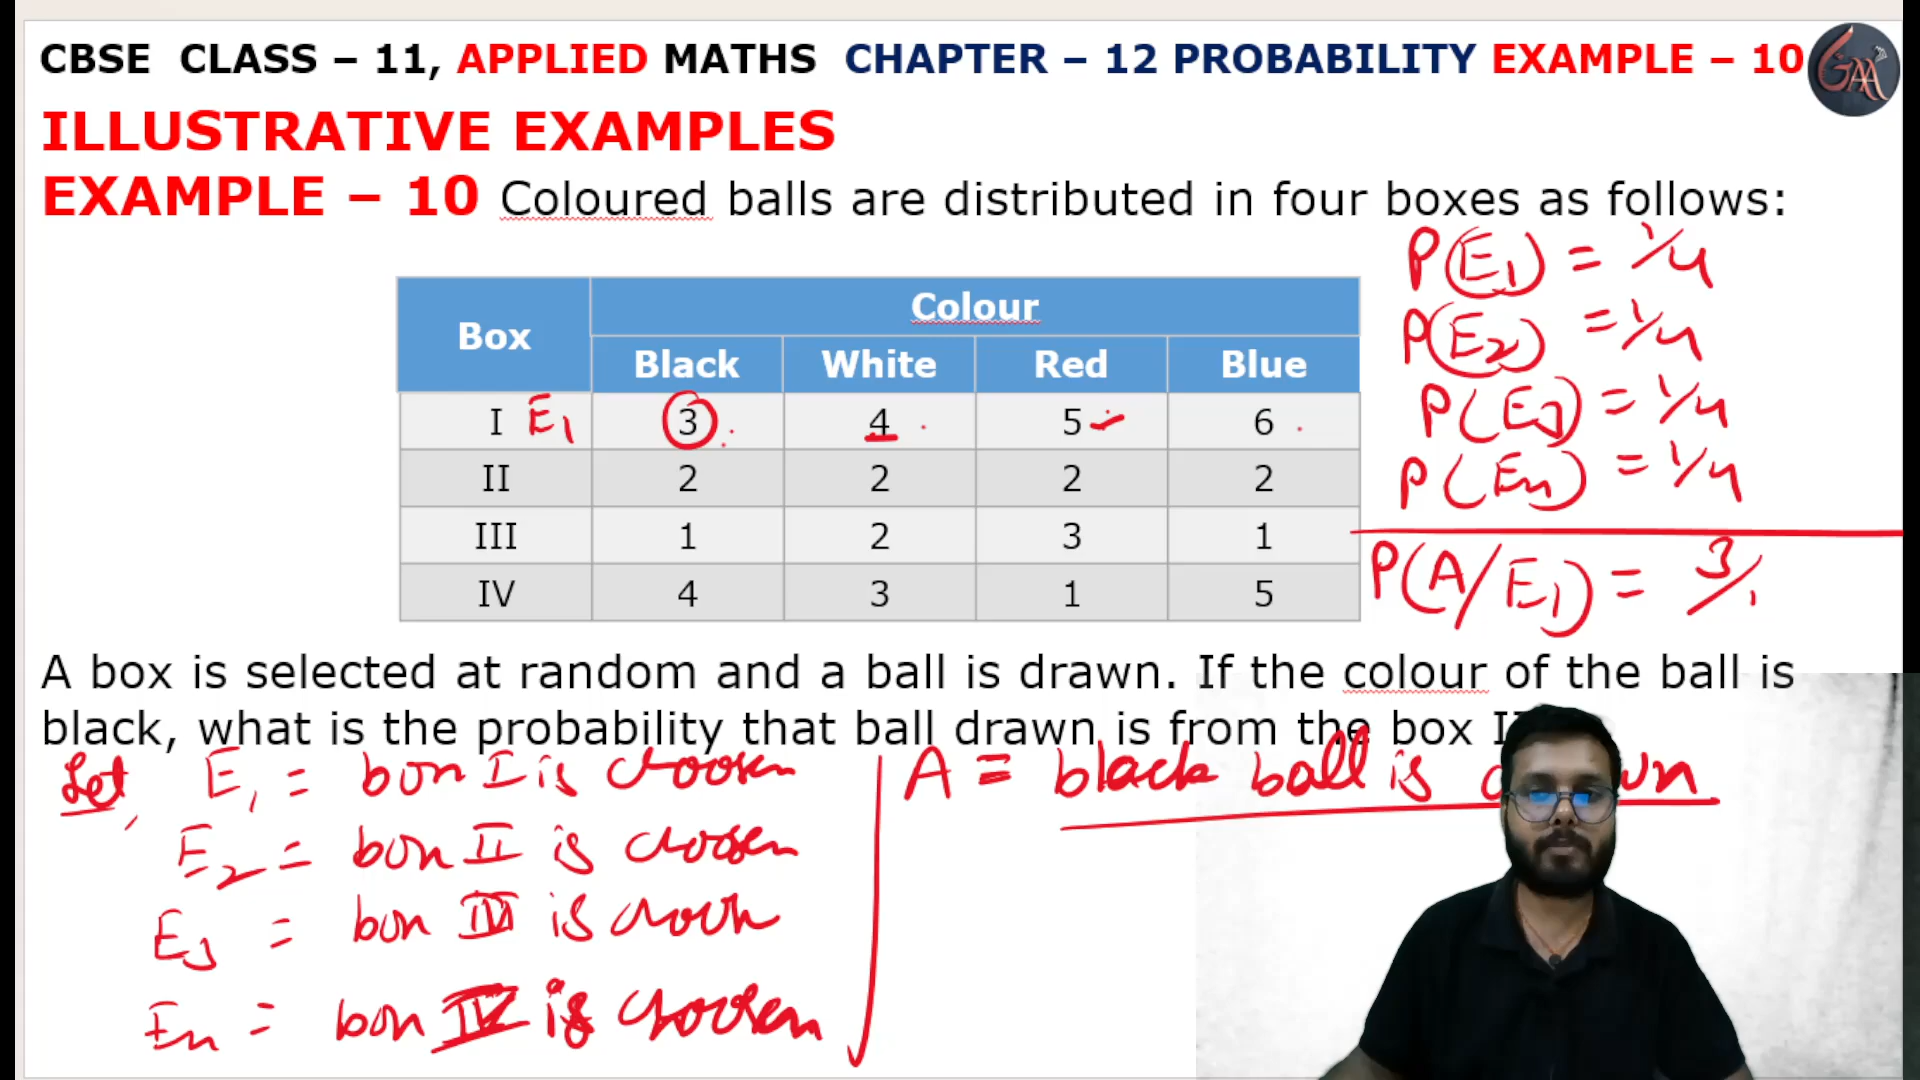 CBSE CLASS – 11, APPLIED MATHS CHAPTER – 12 PROBABILITY EXAMPLE – 10
GAA
ILLUSTRATIVE EXAMPLES
EXAMPLE – 10 Coloured balls are distributed in four boxes as follows:
Box Colour
Black White Red Blue
I E1 3 4 5 6
II 2 2 2 2
III 1 2 3 1
IV 4 3 1 5
P(E1) = 1/4
P(E2) = 1/4
P(E3) = 1/4
P(E4) = 1/4
P(A/E1) = 3/1
A box is selected at random and a ball is drawn. If the colour of the ball is
black, what is the probability that ball drawn is from the box
Let, E1 = box I is choosen
E2 = box II is choosen
E3 = box is
E4 = box IV is choosen
A = black ball is